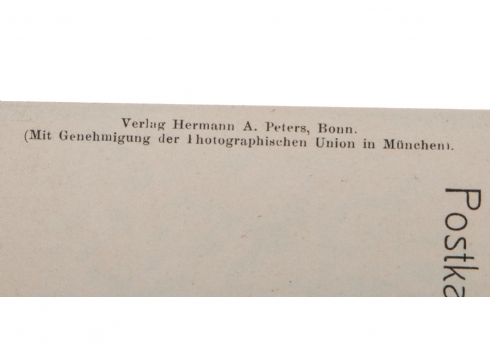 Verlag Hermann A. Peters, Bonn.
(Mit Genehmigung der Photographischen Union in München).
Postka